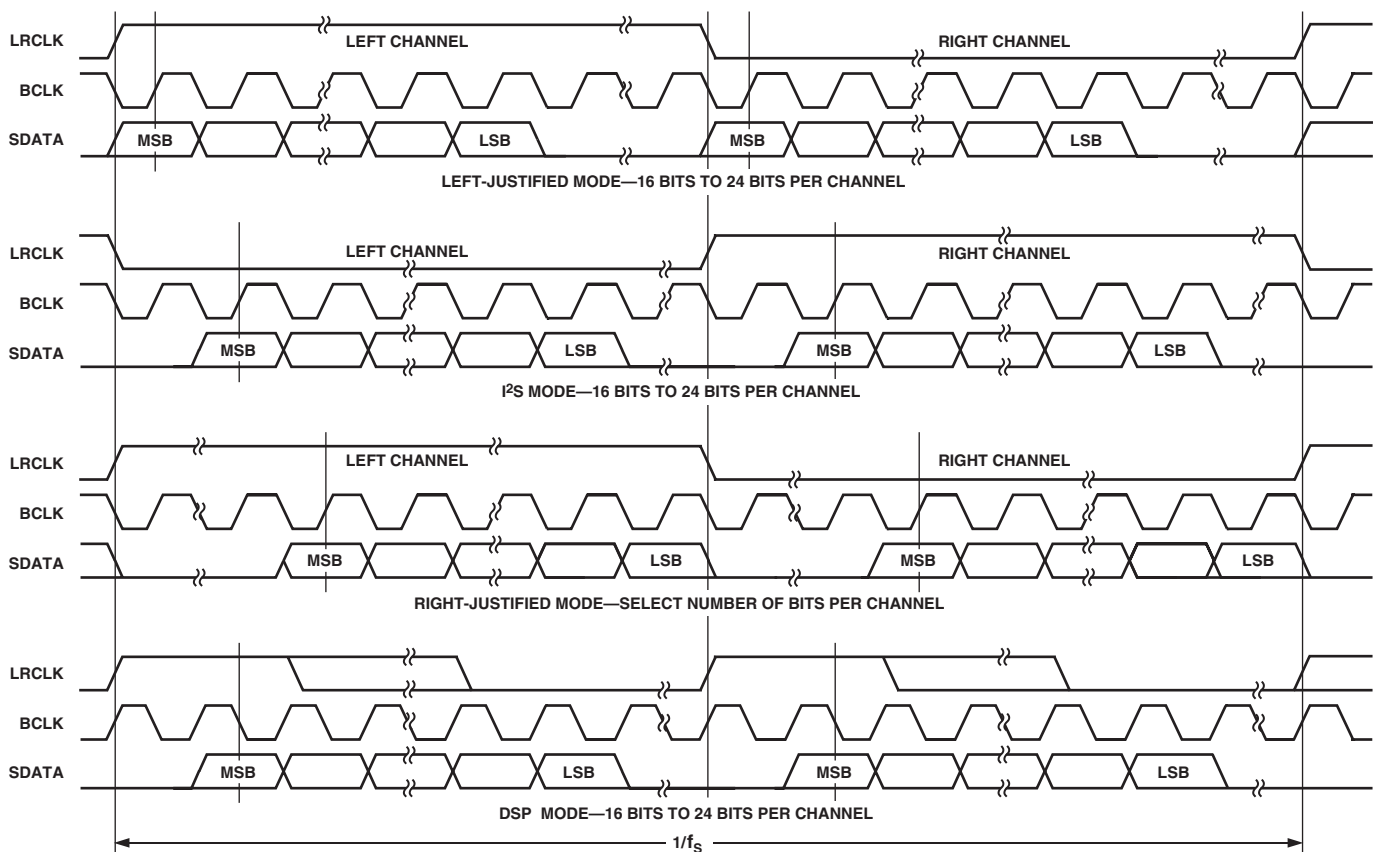 LRCLK
LEFT CHANNEL
RIGHT CHANNEL
BCLK
SDATA
MSB
LSB
MSB
LSB
LEFT-JUSTIFIED MODE—16 BITS TO 24 BITS PER CHANNEL
LRCLK
LEFT CHANNEL
RIGHT CHANNEL
BCLK
SDATA
MSB
LSB
MSB
LSB
I²S MODE—16 BITS TO 24 BITS PER CHANNEL
LRCLK
LEFT CHANNEL
RIGHT CHANNEL
BCLK
SDATA
MSB
LSB
MSB
LSB
RIGHT-JUSTIFIED MODE—SELECT NUMBER OF BITS PER CHANNEL
LRCLK
BCLK
SDATA
MSB
LSB
MSB
LSB
DSP MODE—16 BITS TO 24 BITS PER CHANNEL
1/fS